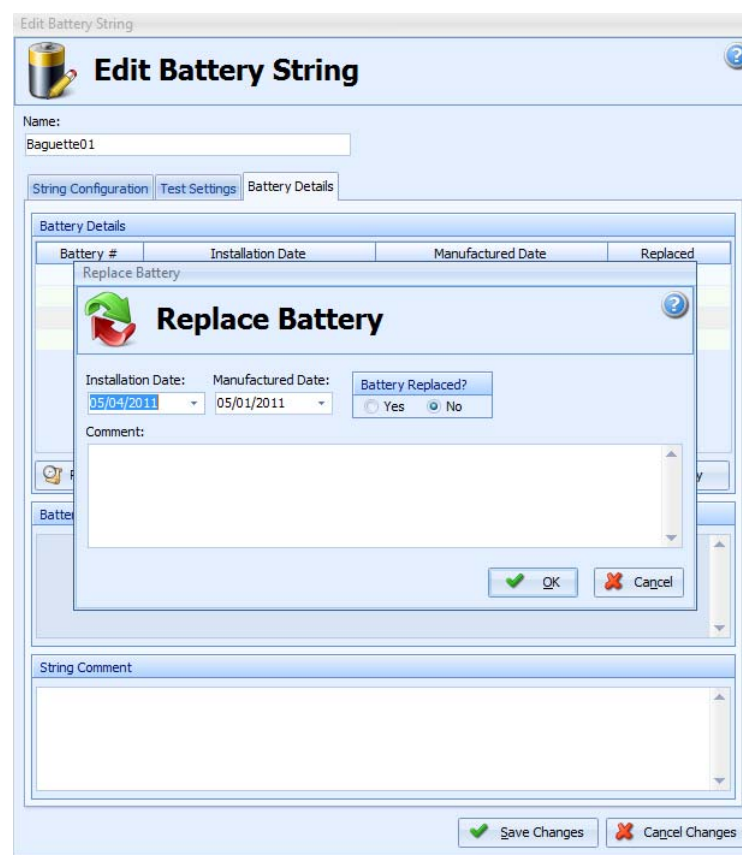 Edit Battery String
Edit Battery String
Name:
Baguette01
String Configuration Test Settings Battery Details
Battery Details
Battery # Installation Date Manufactured Date Replaced
Replace Battery
Replace Battery
Installation Date: Manufactured Date: Battery Replaced?
05/04/2011 05/01/2011 Yes No
Comment:
OK Cancel
String Comment
Save Changes Cancel Changes